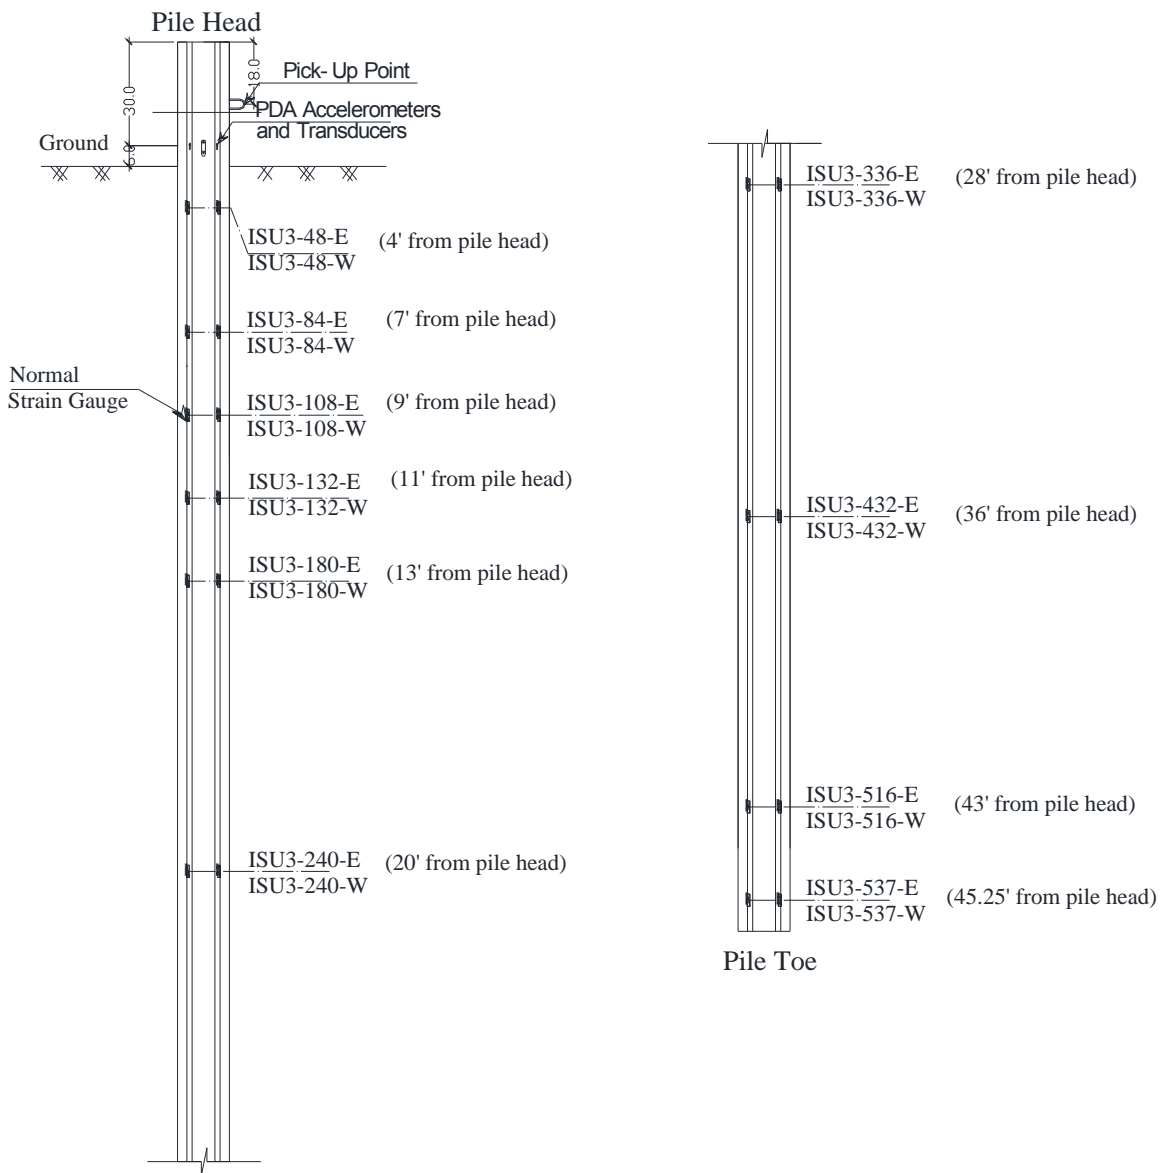 Pile Head
Pick-Up Point
18.0
30.0
PDA Accelerometers
and Transducers
Ground
6.0
ISU3-48-E (4' from pile head)
ISU3-48-W
ISU3-84-E (7' from pile head)
ISU3-84-W
Normal
Strain Gauge
ISU3-108-E (9' from pile head)
ISU3-108-W
ISU3-132-E (11' from pile head)
ISU3-132-W
ISU3-180-E (13' from pile head)
ISU3-180-W
ISU3-240-E (20' from pile head)
ISU3-240-W
ISU3-336-E (28' from pile head)
ISU3-336-W
ISU3-432-E (36' from pile head)
ISU3-432-W
ISU3-516-E (43' from pile head)
ISU3-516-W
ISU3-537-E (45.25' from pile head)
ISU3-537-W
Pile Toe